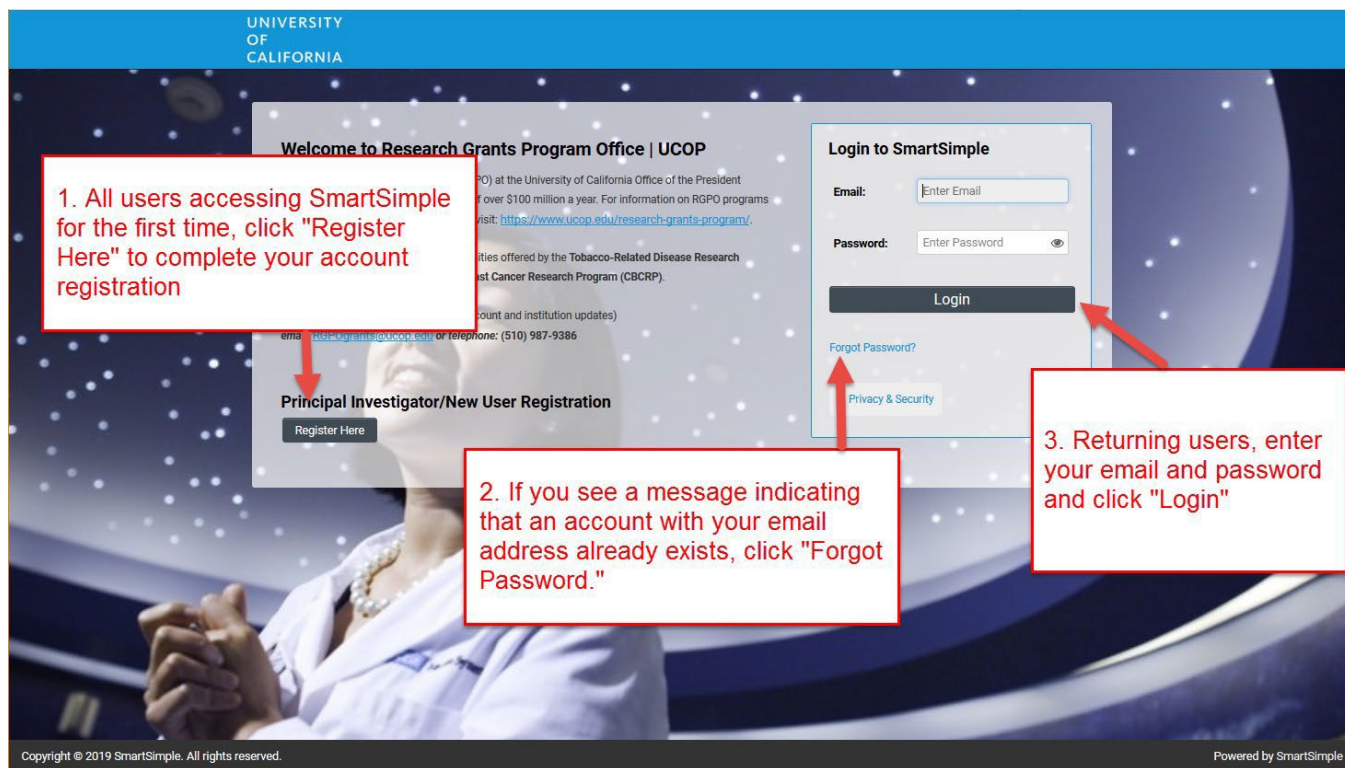 UNIVERSITY
OF
CALIFORNIA
Welcome to Research Grants Program Office | UCOP
PO) at the University of California Office of the President
f over $100 million a year. For information on RGPO programs
visit: https://www.ucop.edu/research-grants-program/.
ities offered by the Tobacco-Related Disease Research
st Cancer Research Program (CBCRP).
count and institution updates)
RGPOgrants@ucop.edu or telephone: (510) 987-9386
Principal Investigator/New User Registration
Register Here
1. All users accessing SmartSimple
for the first time, click "Register
Here" to complete your account
registration
Login to SmartSimple
Email:
Enter Email
Password:
Enter Password
Login
Forgot Password?
Privacy & Security
2. If you see a message indicating
that an account with your email
address already exists, click "Forgot
Password."
3. Returning users, enter
your email and password
and click "Login"
Copyright © 2019 SmartSimple. All rights reserved.
Powered by SmartSimple